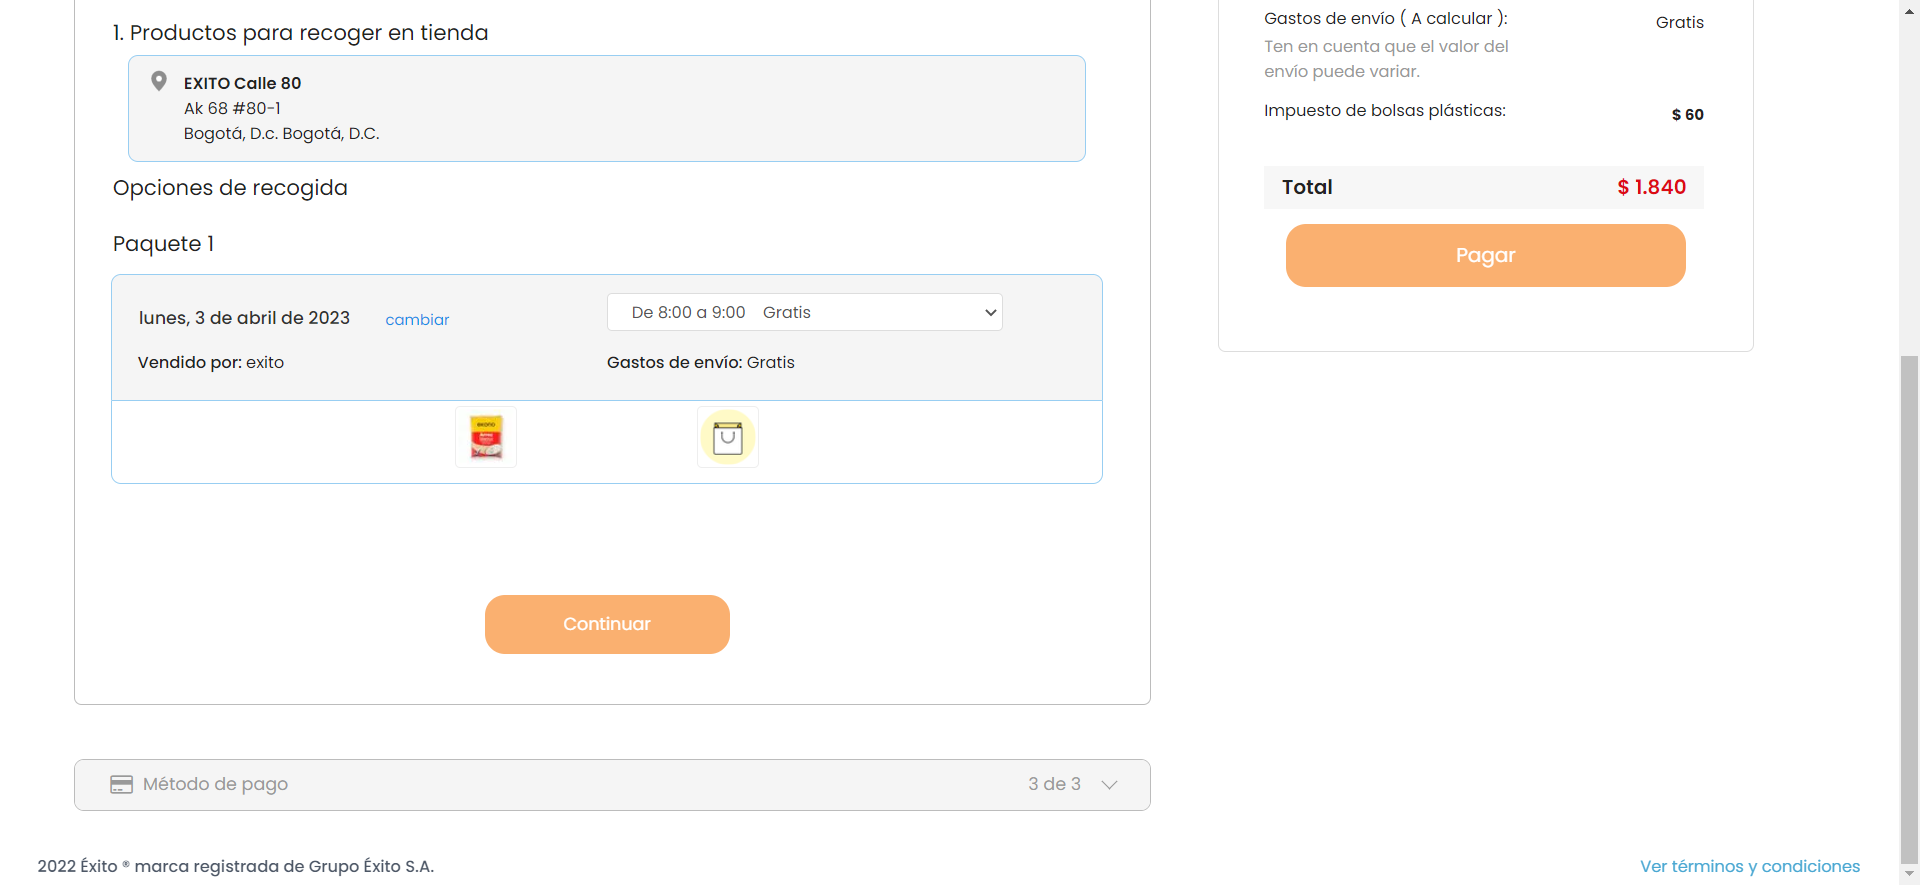 1. Productos para recoger en tienda
EXITO Calle 80
Ak 68 #80-1
Bogotá, D.c. Bogotá, D.C.
Opciones de recogida
Paquete 1
lunes, 3 de abril de 2023 cambiar
De 8:00 a 9:00 Gratis
Vendido por: exito
Gastos de envío: Gratis
ekono
Arroz
Continuar
Método de pago 3 de 3
Gastos de envío ( A calcular ): Gratis
Ten en cuenta que el valor del
envío puede variar.
Impuesto de bolsas plásticas: $ 60
Total $ 1.840
Pagar
2022 Éxito ® marca registrada de Grupo Éxito S.A.
Ver términos y condiciones